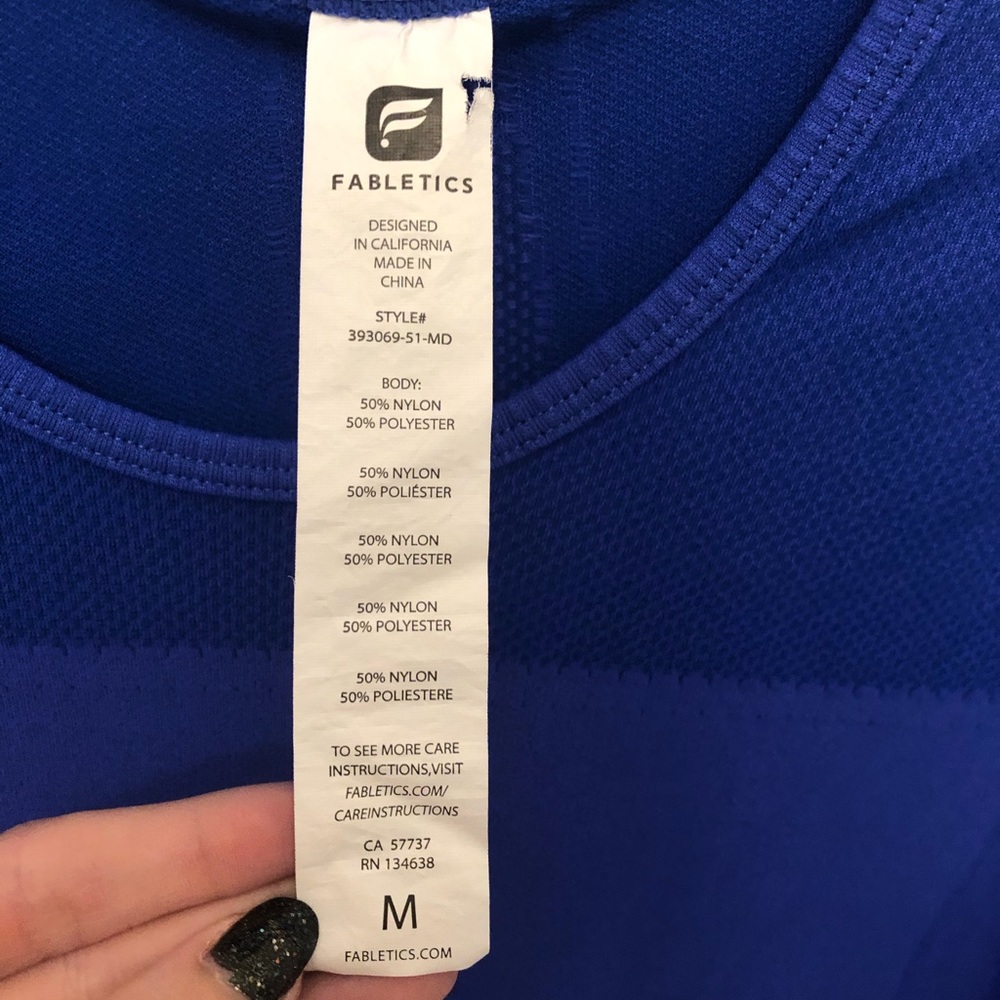 FABLETICS
DESIGNED
IN CALIFORNIA
MADE IN
CHINA
STYLE#
393069-51-MD
BODY:
50% NYLON
50% POLYESTER
50% NYLON
50% POLIÉSTER
50% NYLON
50% POLYESTER
50% NYLON
50% POLYESTER
50% NYLON
50% POLIESTERE
TO SEE MORE CARE
INSTRUCTIONS,VISIT
FABLETICS.COM/
CAREINSTRUCTIONS
CA 57737
RN 134638
M
FABLETICS.COM